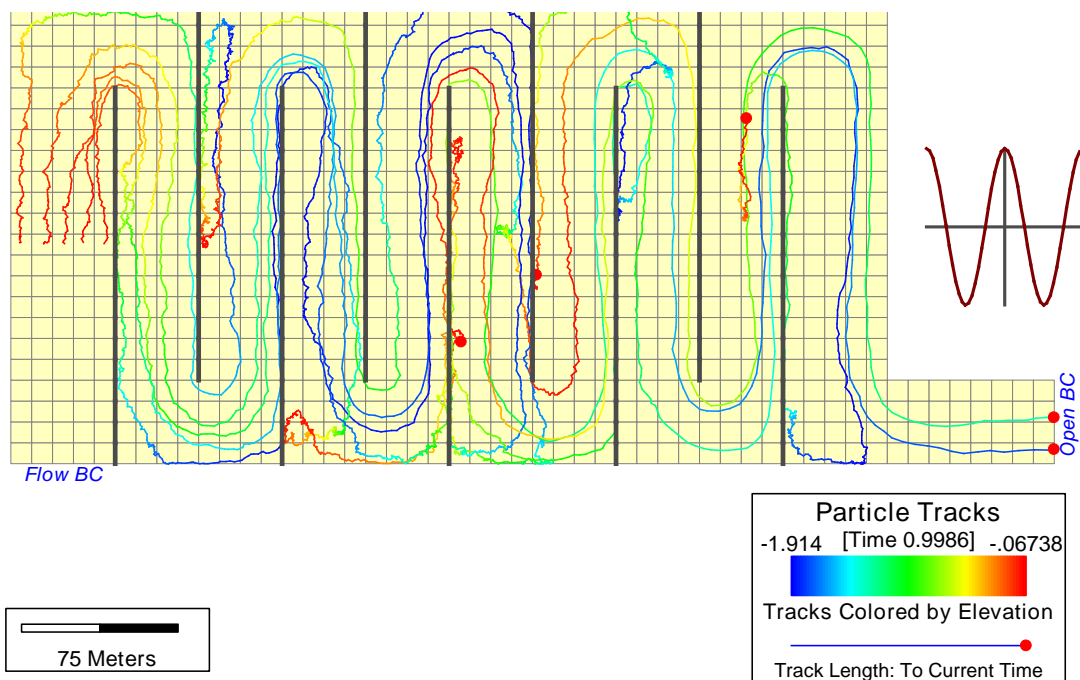 Flow BC
Open BC
Particle Tracks
-1.914 [Time 0.9986] -.06738
Tracks Colored by Elevation
Track Length: To Current Time
75 Meters